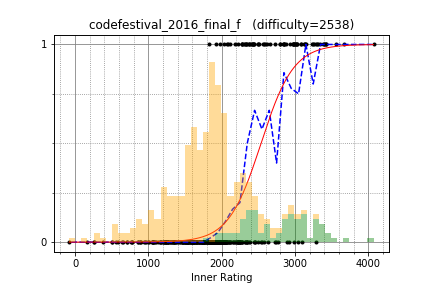 codefestival_2016_final_f (difficulty=2538)
1
0
0 1000 2000 3000 4000
Inner Rating